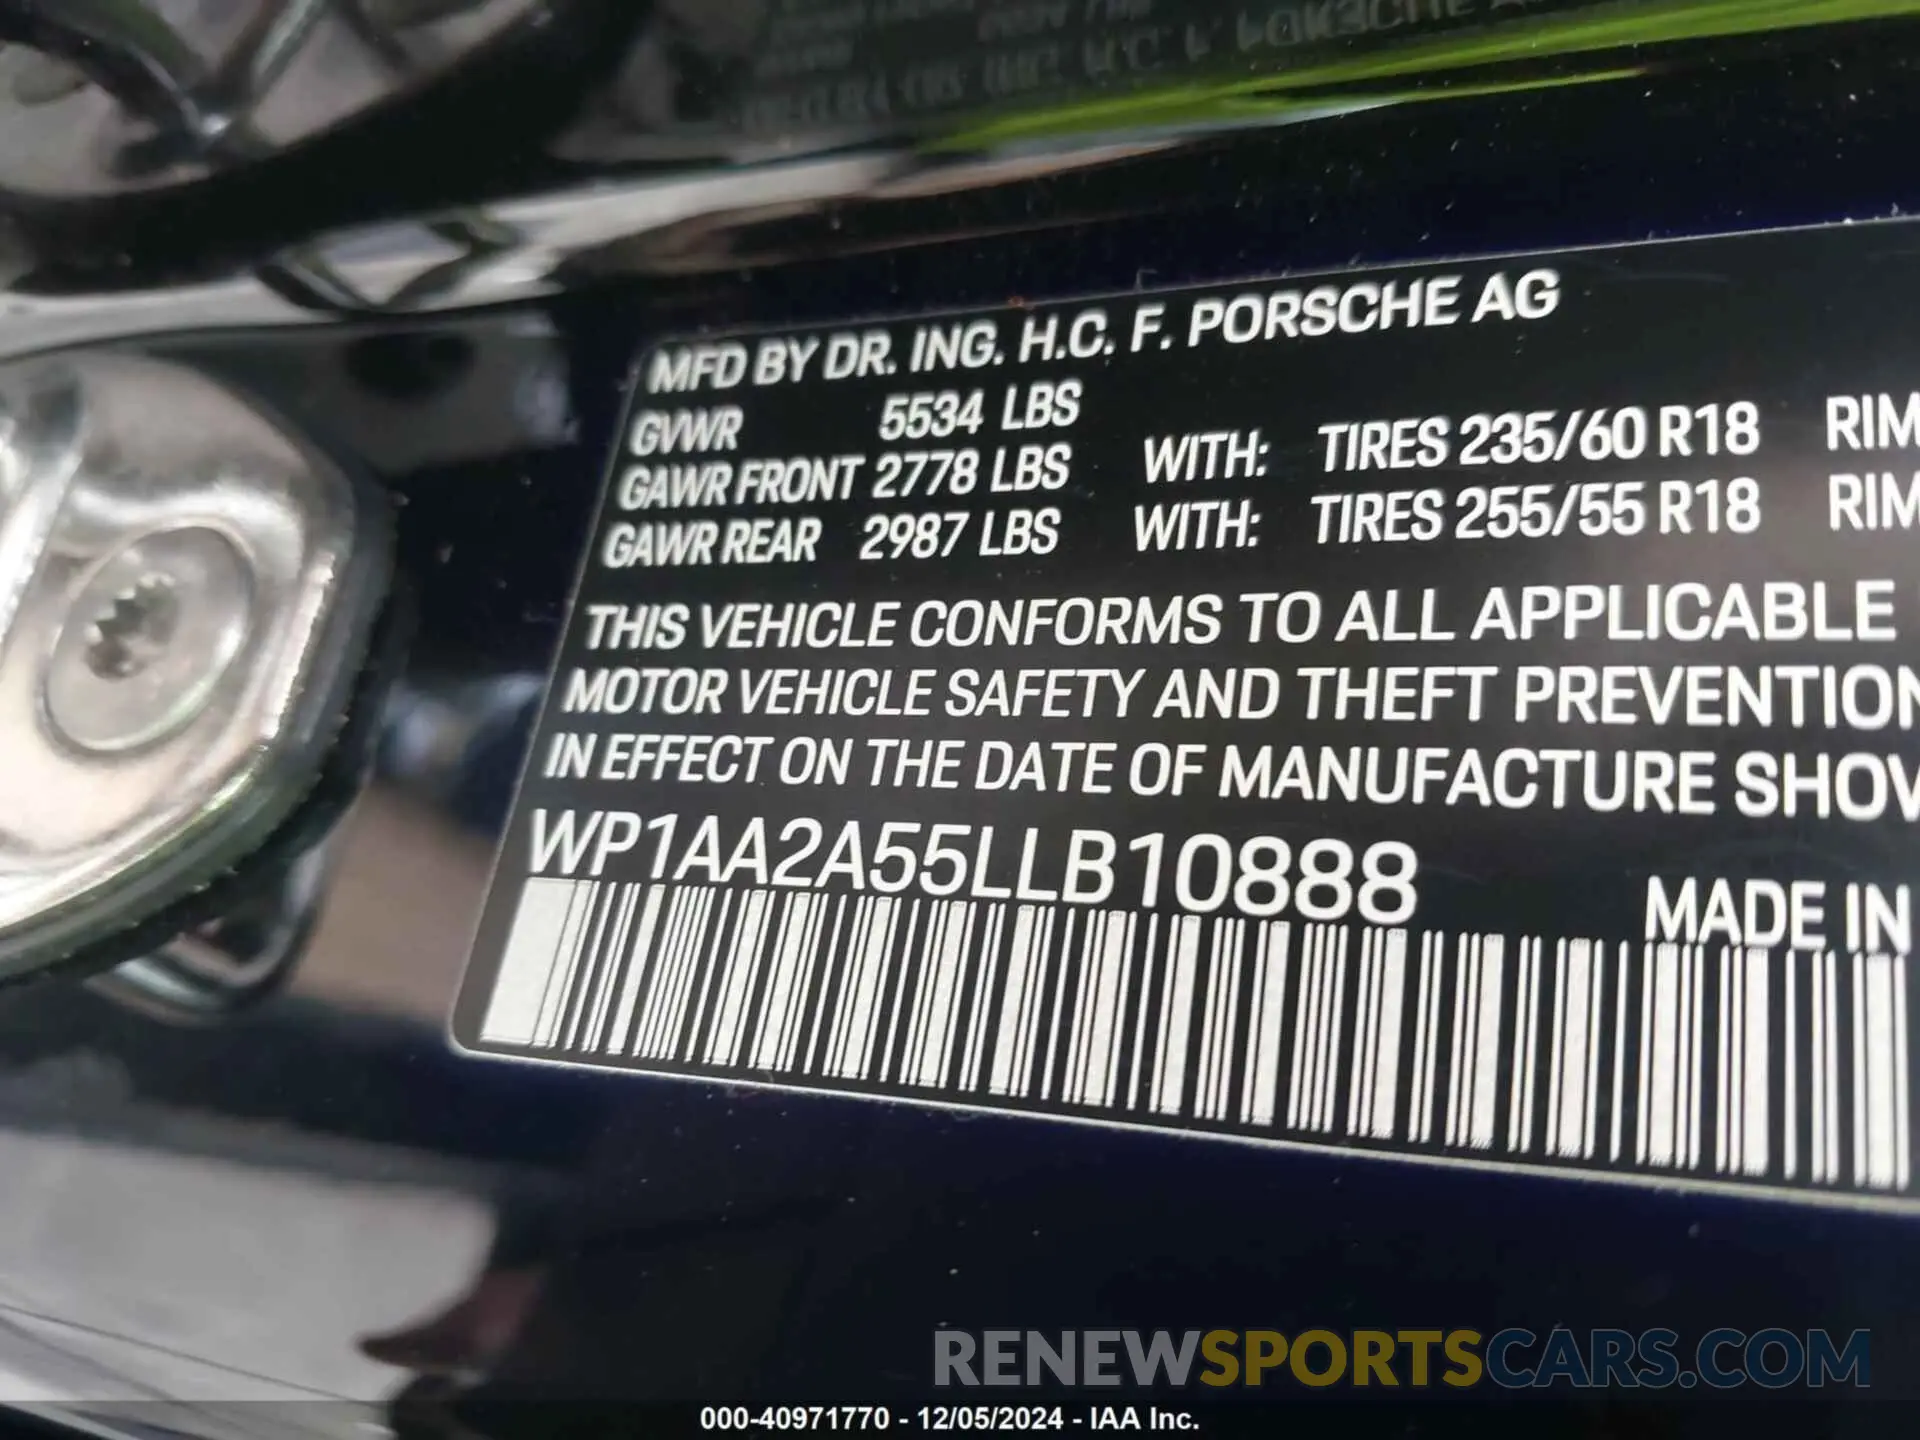 MFD BY DR. ING. H.C. F. PORSCHE AG
GVWR 5534 LBS
GAWR FRONT 2778 LBS WITH: TIRES 235/60 R18 RIM
GAWR REAR 2987 LBS WITH: TIRES 255/55 R18 RIM
THIS VEHICLE CONFORMS TO ALL APPLICABLE
MOTOR VEHICLE SAFETY AND THEFT PREVENTION
IN EFFECT ON THE DATE OF MANUFACTURE SHOW
WP1AA2A55LLB10888
MADE IN
RENEWSPORTSCARS.COM
000-40971770 - 12/05/2024 - IAA Inc.